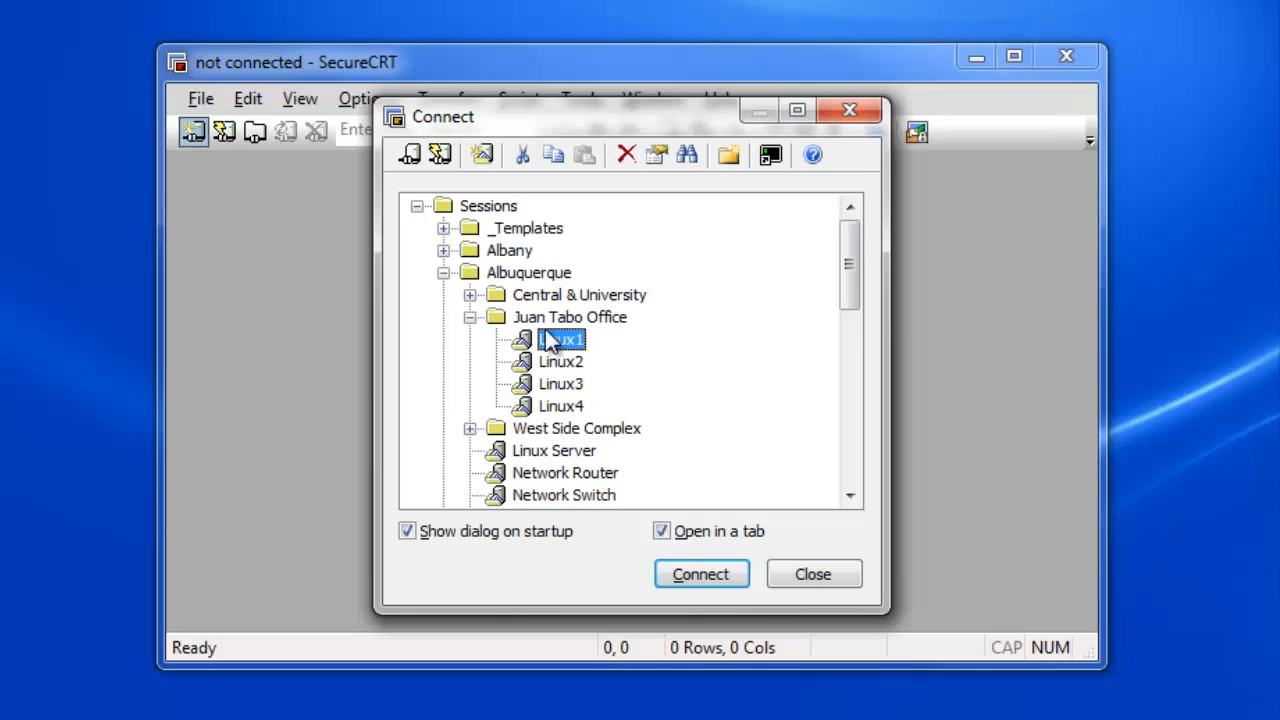 not connected - SecureCRT
File Edit View
Connect
Sessions
_Templates
Albany
Albuquerque
Central & University
Juan Tabo Office
Linux1
Linux2
Linux3
Linux4
West Side Complex
Linux Server
Network Router
Network Switch
Show dialog on startup Open in a tab
Connect Close
Ready 0, 0 0 Rows, 0 Cols CAP NUM